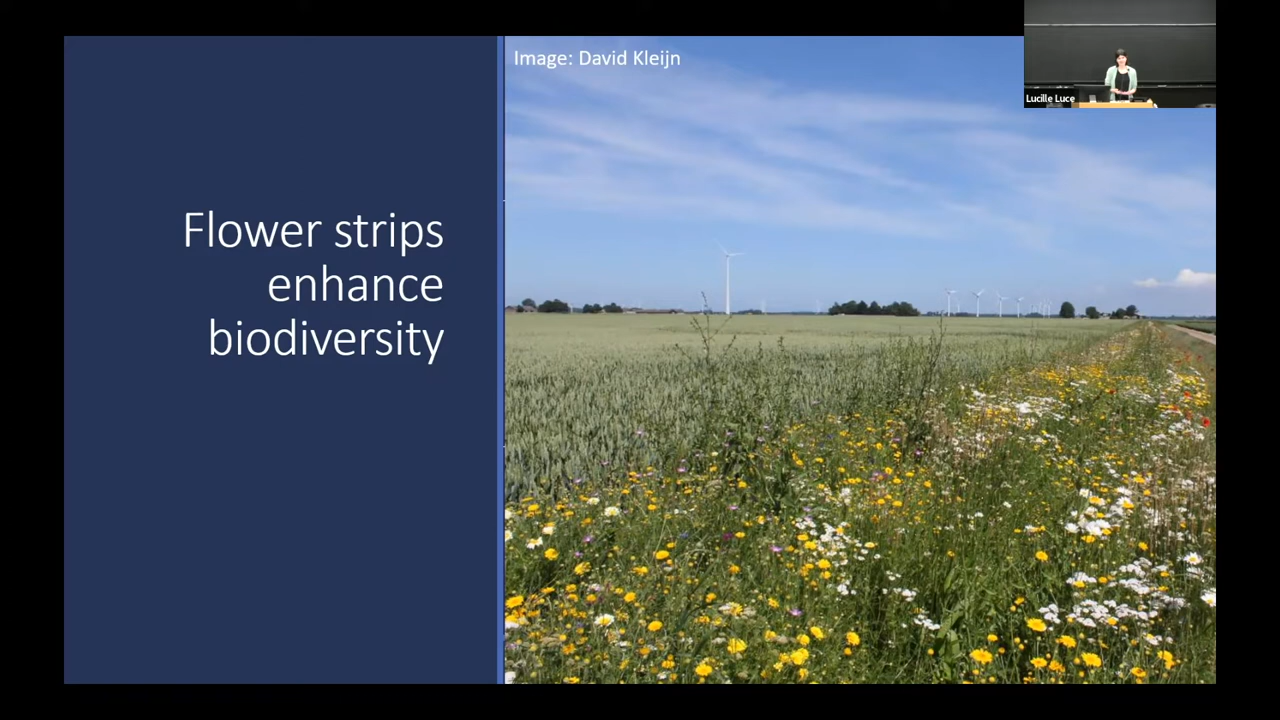 Image: David Kleijn
Lucille Luce
Flower strips
enhance
biodiversity